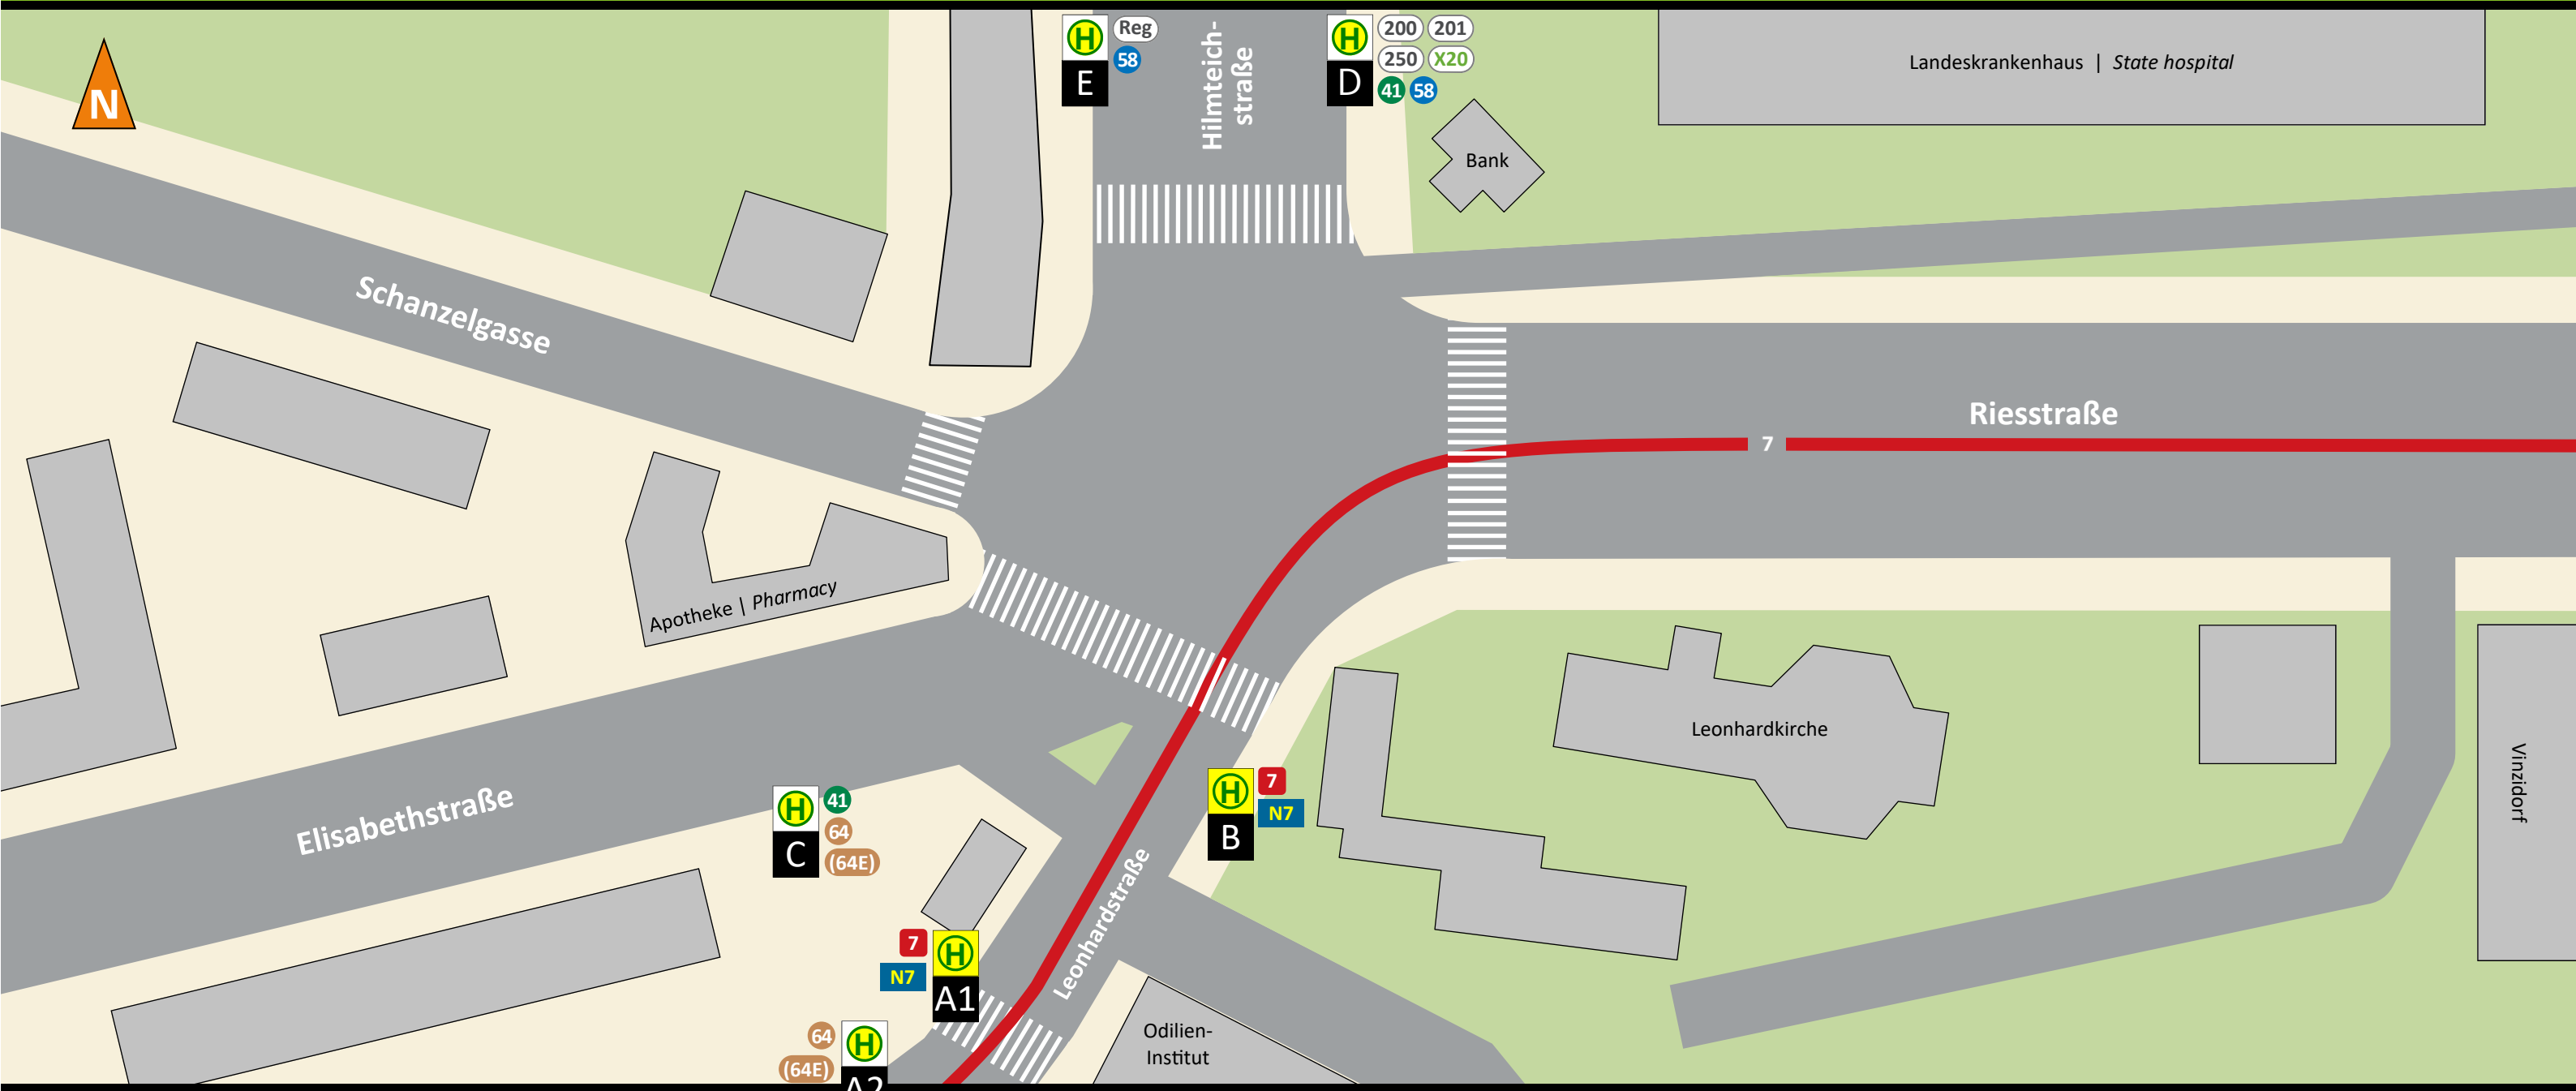 N
H
E
Reg
58
Hilmteich-
straße
H
D
200 201
250 X20
41 58
Landeskrankenhaus | State hospital
Bank
Schanzelgasse
Riesstraße
7
Apotheke | Pharmacy
Leonhardkirche
Vinzidorf
Elisabethstraße
H
C
41
64
(64E)
H
B
7
N7
Leonhardstraße
7
N7
H
A1
64
(64E)
H
A2
Odilien-
Institut